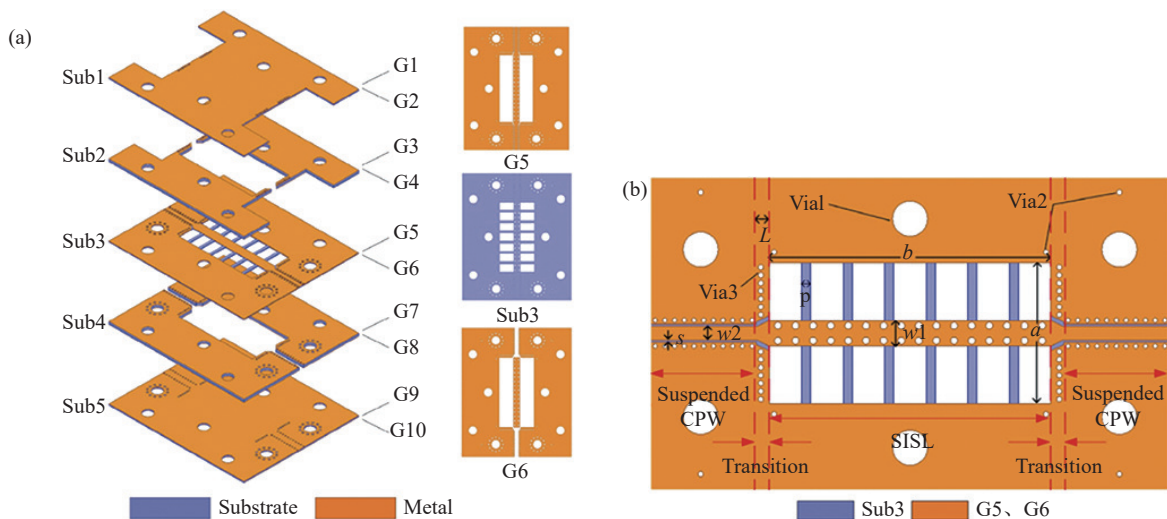 (a)
Sub1
G1
G2
Sub2
G3
G4
Sub3
G5
G6
Sub4
G7
G8
Sub5
G9
G10
G5
Sub3
G6
Substrate
Metal
(b)
Vial
Via2
L
b
Via3
p
s
w2
w1
a
Suspended
CPW
SISL
Suspended
CPW
Transition
Transition
Sub3
G5、G6